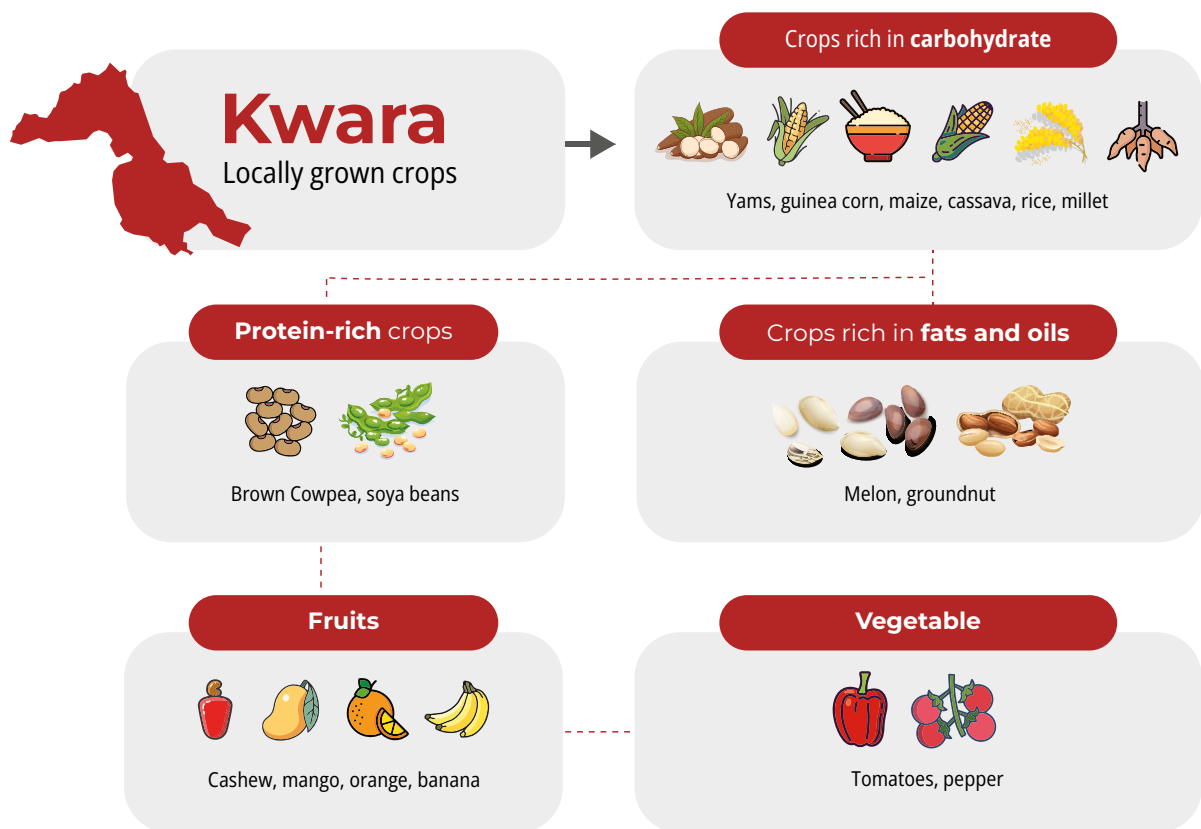 Kwara
Locally grown crops
Crops rich in carbohydrate
Yams, guinea corn, maize, cassava, rice, millet
Protein-rich crops
Brown Cowpea, soya beans
Crops rich in fats and oils
Melon, groundnut
Fruits
Cashew, mango, orange, banana
Vegetable
Tomatoes, pepper